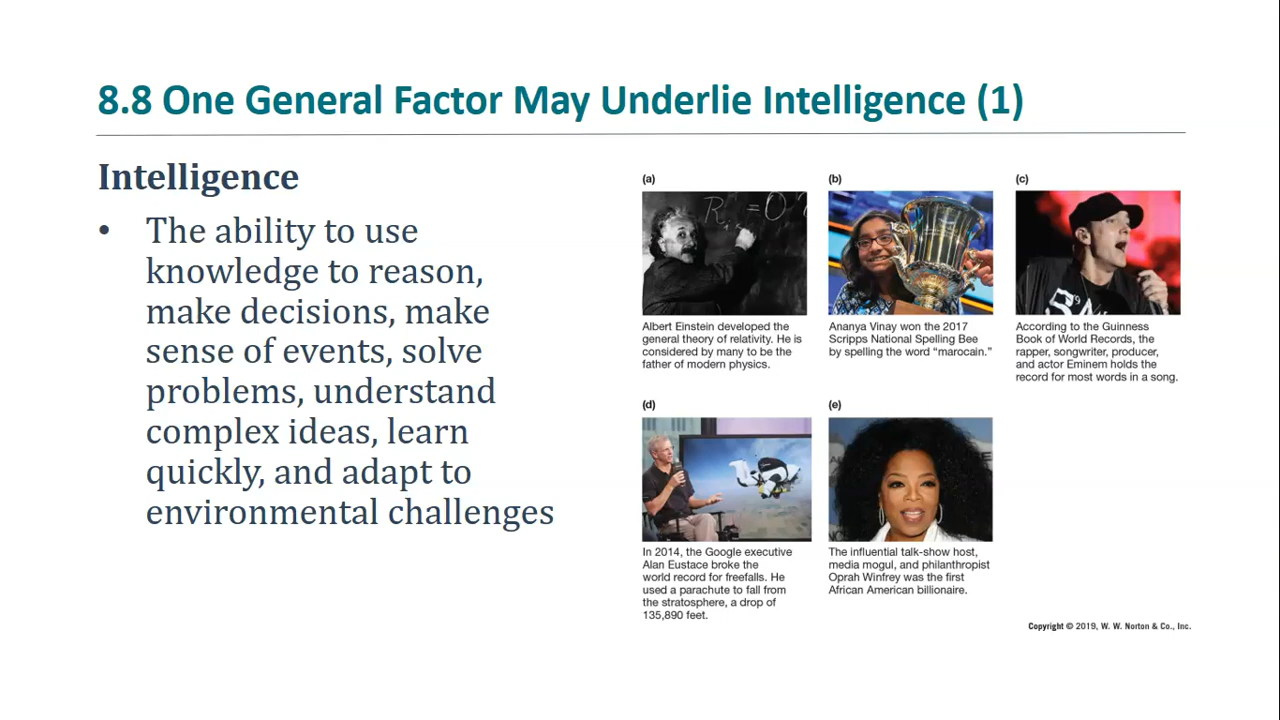 8.8 One General Factor May Underlie Intelligence (1)
Intelligence
• The ability to use
knowledge to reason,
make decisions, make
sense of events, solve
problems, understand
complex ideas, learn
quickly, and adapt to
environmental challenges
(a)
R =0
Albert Einstein developed the
general theory of relativity. He is
considered by many to be the
father of modern physics.
(b)
Ananya Vinay won the 2017
Scripps National Spelling Bee
by spelling the word “marocain.”
(c)
According to the Guinness
Book of World Records, the
rapper, songwriter, producer,
and actor Eminem holds the
record for most words in a song.
(d)
In 2014, the Google executive
Alan Eustace broke the
world record for freefalls. He
used a parachute to fall from
the stratosphere, a drop of
135,890 feet.
(e)
The influential talk-show host,
media mogul, and philanthropist
Oprah Winfrey was the first
African American billionaire.
Copyright © 2019, W. W. Norton & Co., Inc.